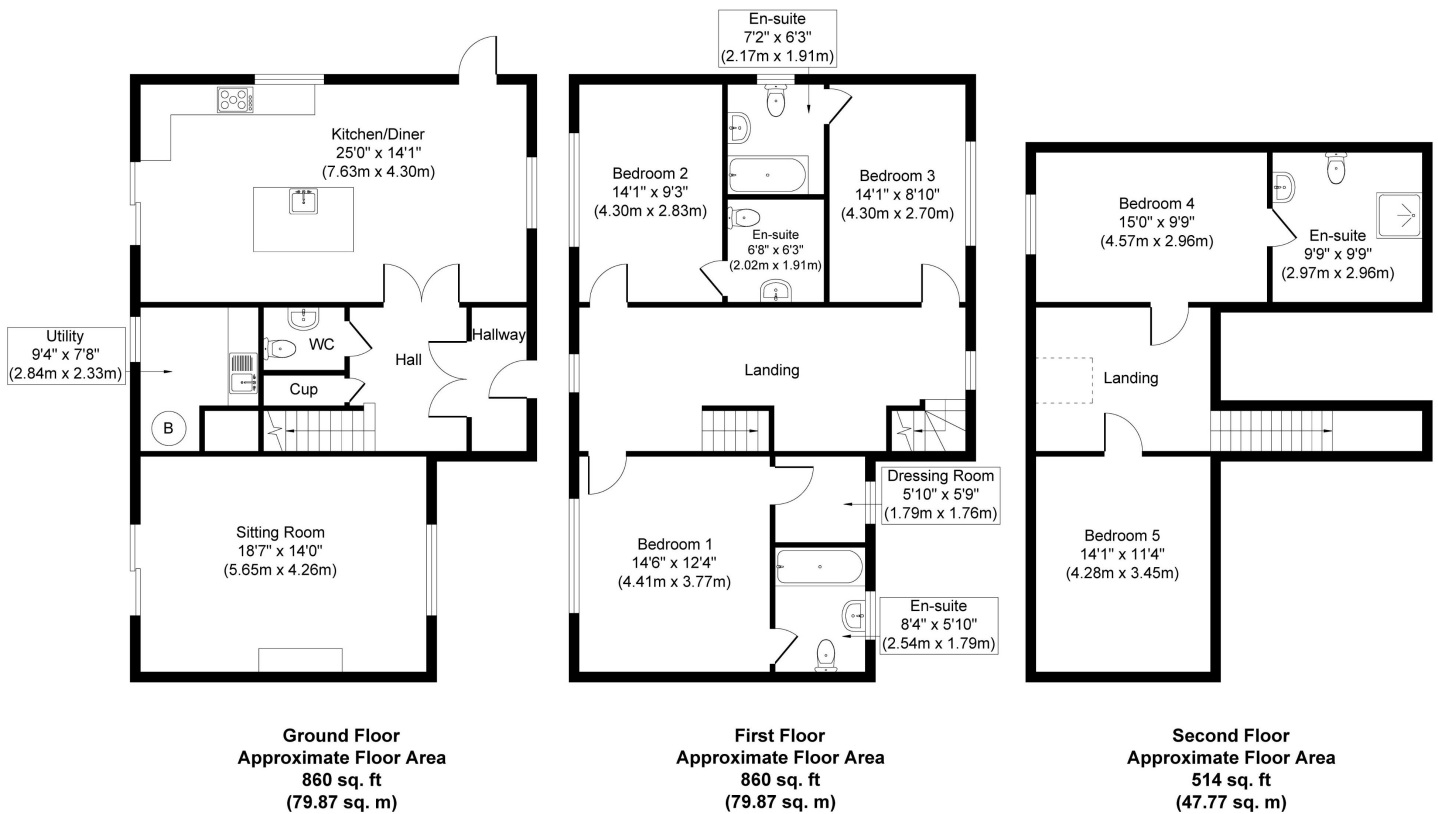 Kitchen/Diner
25'0" x 14'1"
(7.63m x 4.30m)
Utility
9'4" x 7'8"
(2.84m x 2.33m)
WC
Cup
Hall
Hallway
B
Sitting Room
18'7" x 14'0"
(5.65m x 4.26m)
Ground Floor
Approximate Floor Area
860 sq. ft
(79.87 sq. m)
En-suite
7'2" x 6'3"
(2.17m x 1.91m)
Bedroom 2
14'1" x 9'3"
(4.30m x 2.83m)
Bedroom 3
14'1" x 8'10"
(4.30m x 2.70m)
En-suite
6'8" x 6'3"
(2.02m x 1.91m)
Landing
Dressing Room
5'10" x 5'9"
(1.79m x 1.76m)
Bedroom 1
14'6" x 12'4"
(4.41m x 3.77m)
En-suite
8'4" x 5'10"
(2.54m x 1.79m)
First Floor
Approximate Floor Area
860 sq. ft
(79.87 sq. m)
Bedroom 4
15'0" x 9'9"
(4.57m x 2.96m)
En-suite
9'9" x 9'9"
(2.97m x 2.96m)
Landing
Bedroom 5
14'1" x 11'4"
(4.28m x 3.45m)
Second Floor
Approximate Floor Area
514 sq. ft
(47.77 sq. m)